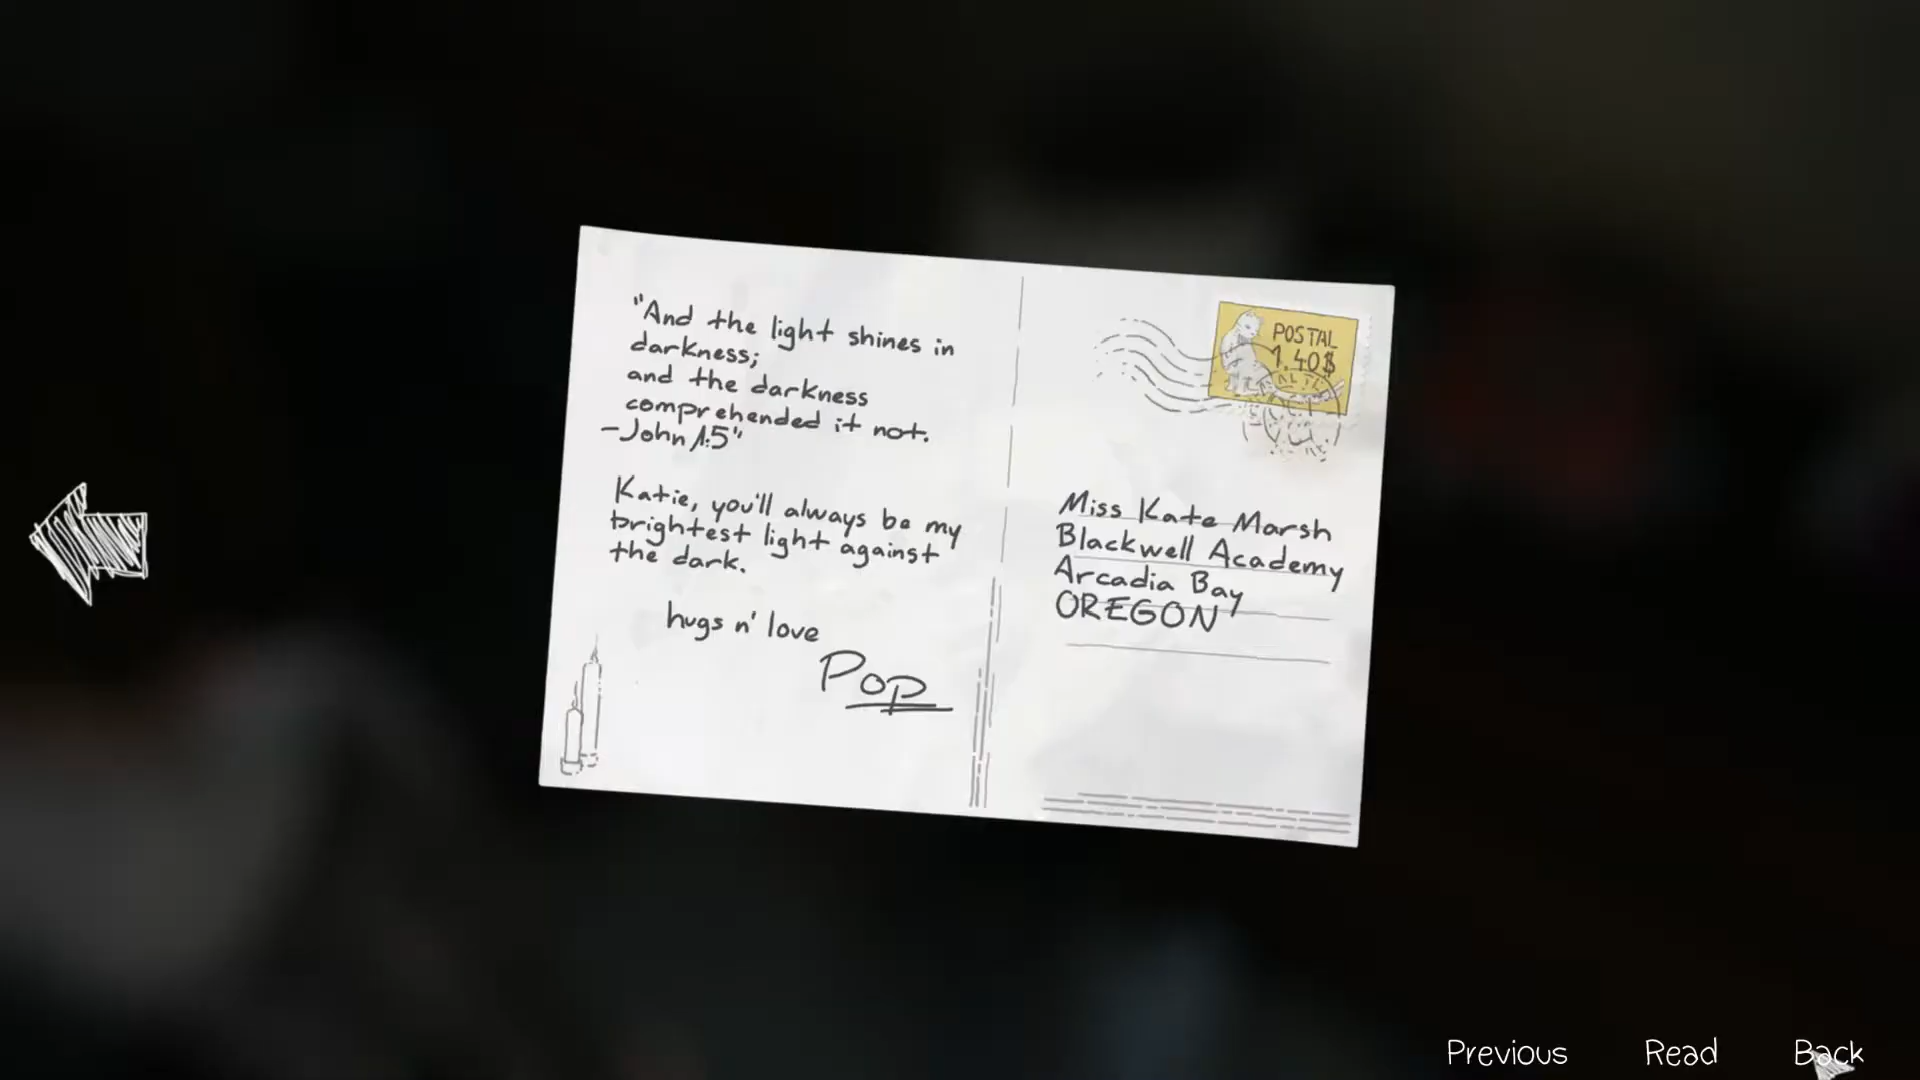 "And the light shines in
darkness;
and the darkness
comprehended it not.
-John 1:5"
Katie, you'll always be my
brightest light against
the dark.
hugs n' love
Pop
POSTAL
1.40$
Miss Kate Marsh
Blackwell Academy
Arcadia Bay
OREGON
Previous
Read
Back